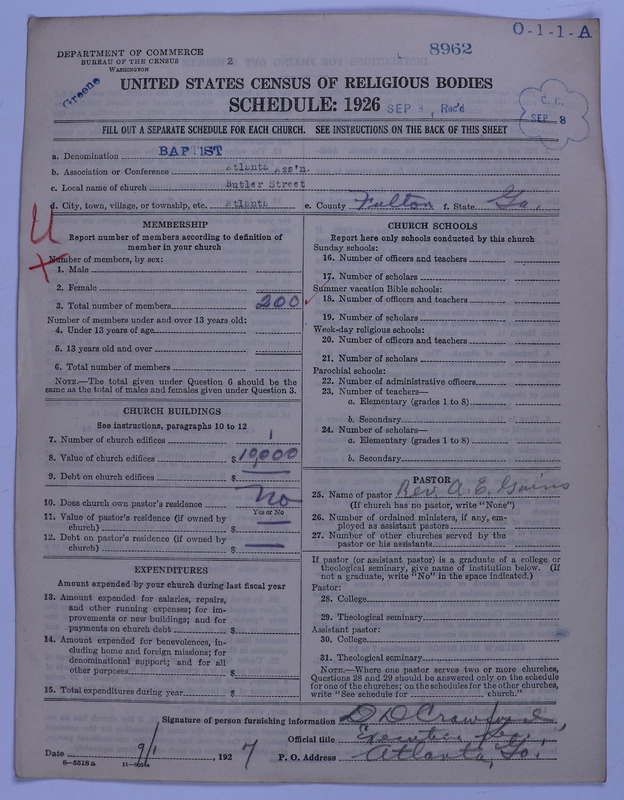 O-1-1-A
DEPARTMENT OF COMMERCE
BUREAU OF THE CENSUS
WASHINGTON
2
8962
Greene
UNITED STATES CENSUS OF RELIGIOUS BODIES
SCHEDULE: 1926
SEP 3, Rec'd
C. C.
SEP 8
FILL OUT A SEPARATE SCHEDULE FOR EACH CHURCH. SEE INSTRUCTIONS ON THE BACK OF THIS SHEET
a. Denomination BAPTIST
b. Association or Conference Atlanta Ass'n.
c. Local name of church Butler Street
d. City, town, village, or township, etc. Atlanta e. County Fulton f. State Ga.
U
X
MEMBERSHIP
Report number of members according to definition of
member in your church
Number of members, by sex:
1. Male
2. Female
3. Total number of members 200
Number of members under and over 13 years old:
4. Under 13 years of age
5. 13 years old and over
6. Total number of members
NOTE.—The total given under Question 6 should be the
same as the total of males and females given under Question 3.
CHURCH BUILDINGS
See instructions, paragraphs 10 to 12
7. Number of church edifices 1
8. Value of church edifices $10,000
9. Debt on church edifices $
10. Does church own pastor's residence No
Yes or No
11. Value of pastor's residence (if owned by
church) $
12. Debt on pastor's residence (if owned by
church) $
EXPENDITURES
Amount expended by your church during last fiscal year
13. Amount expended for salaries, repairs,
and other running expenses; for im-
provements or new buildings; and for
payments on church debt $
14. Amount expended for benevolences, in-
cluding home and foreign missions; for
denominational support; and for all
other purposes $
15. Total expenditures during year $
CHURCH SCHOOLS
Report here only schools conducted by this church
Sunday schools:
16. Number of officers and teachers
17. Number of scholars
Summer vacation Bible schools:
18. Number of officers and teachers
19. Number of scholars
Week-day religious schools:
20. Number of officers and teachers
21. Number of scholars
Parochial schools:
22. Number of administrative officers
23. Number of teachers—
a. Elementary (grades 1 to 8)
b. Secondary
24. Number of scholars—
a. Elementary (grades 1 to 8)
b. Secondary
PASTOR
25. Name of pastor Rev. A. E. Gains
(If church has no pastor, write "None")
26. Number of ordained ministers, if any, em-
ployed as assistant pastors
27. Number of other churches served by the
pastor or his assistants
If pastor (or assistant pastor) is a graduate of a college or
theological seminary, give name of institution below. (If
not a graduate, write "No" in the space indicated.)
Pastor:
28. College
29. Theological seminary
Assistant pastor:
30. College
31. Theological seminary
NOTE.—Where one pastor serves two or more churches,
Questions 28 and 29 should be answered only on the schedule
for one of the churches; on the schedules for the other churches,
write "See schedule for church."
Signature of person furnishing information D D Crawford,
Official title Executive Sec.,
Date 9/1, 1927 P. O. Address Atlanta, Ga.
6—5518a